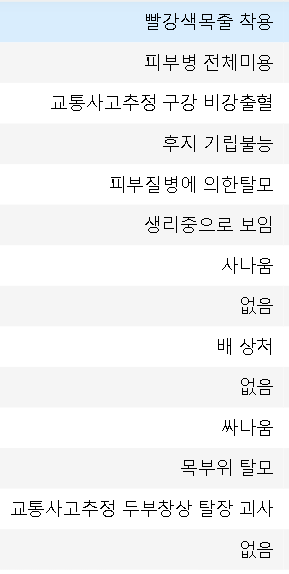 빨강색목줄 착용
피부병 전체미용
교통사고추정 구강 비강출혈
후지 기립불능
피부질병에 의한탈모
생리중으로 보임
사나움
없음
배 상처
없음
싸나움
목부위 탈모
교통사고추정 두부창상 탈장 괴사
없음